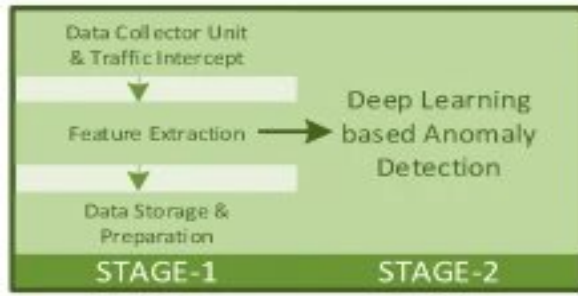 Data Collector Unit
& Traffic Intercept
Feature Extraction
Data Storage &
Preparation
STAGE-1
Deep Learning
based Anomaly
Detection
STAGE-2